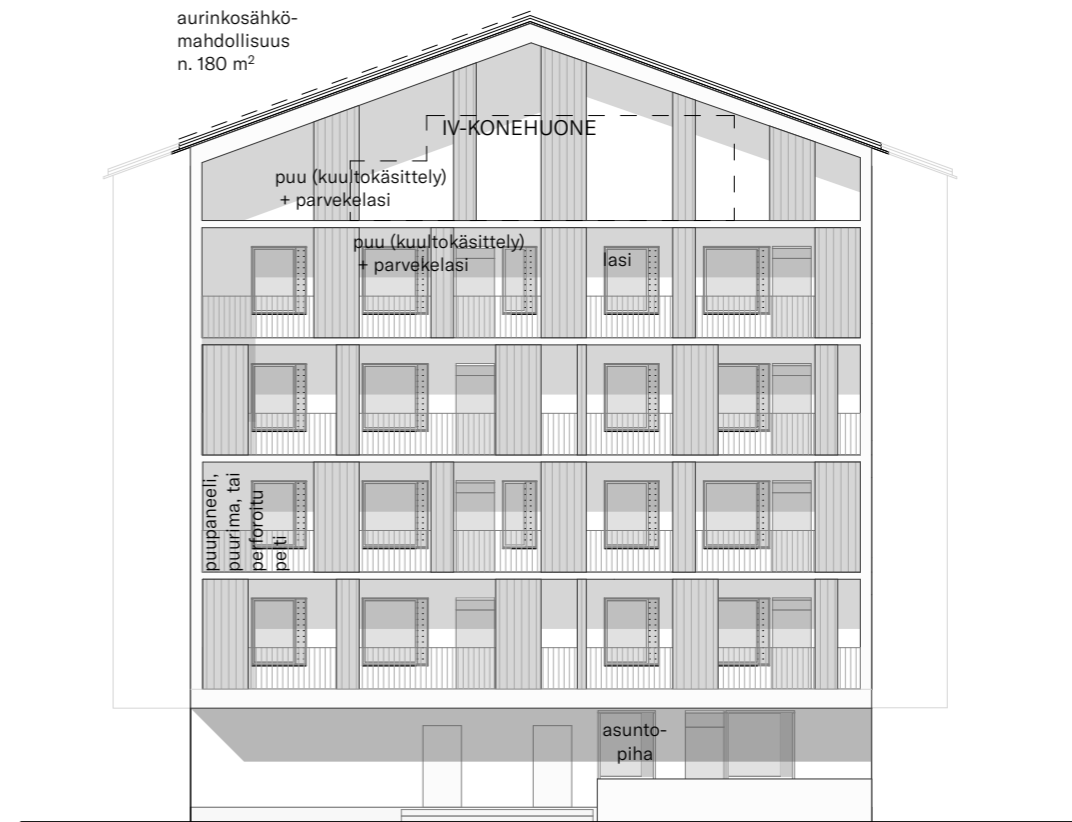 aurinkosähkö-
mahdollisuus
n. 180 m²
IV-KONEHUONE
puu (kuultokäsittely)
+ parvekelasi
puu (kuultokäsittely)
+ parvekelasi
lasi
puupaneeli,
puurima, tai
perforoitu
pelti
asunto-
piha